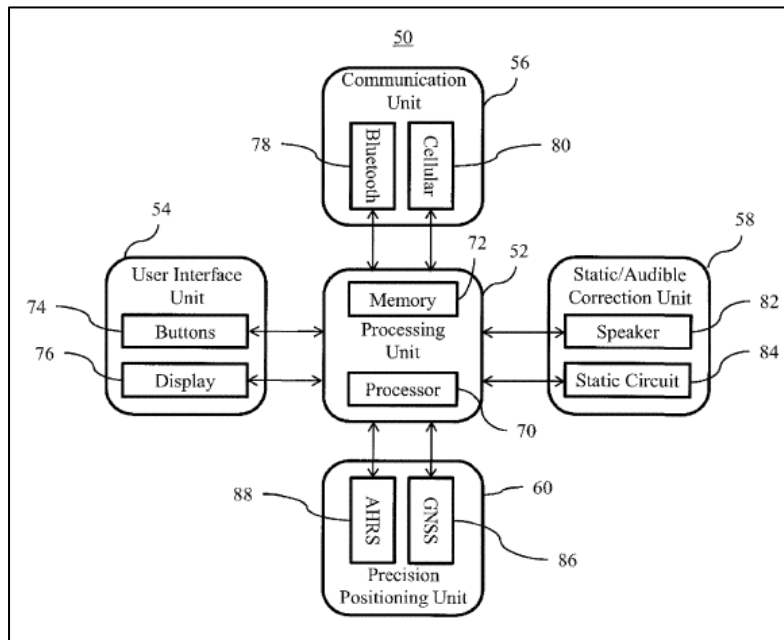 50
Communication
Unit
56
78
Bluetooth
Cellular
80
54
User Interface
Unit
74
Buttons
76
Display
72
Memory
52
Processing
Unit
Processor
70
58
Static/Audible
Correction Unit
Speaker
82
Static Circuit
84
88
AHRS
GNSS
60
86
Precision
Positioning Unit